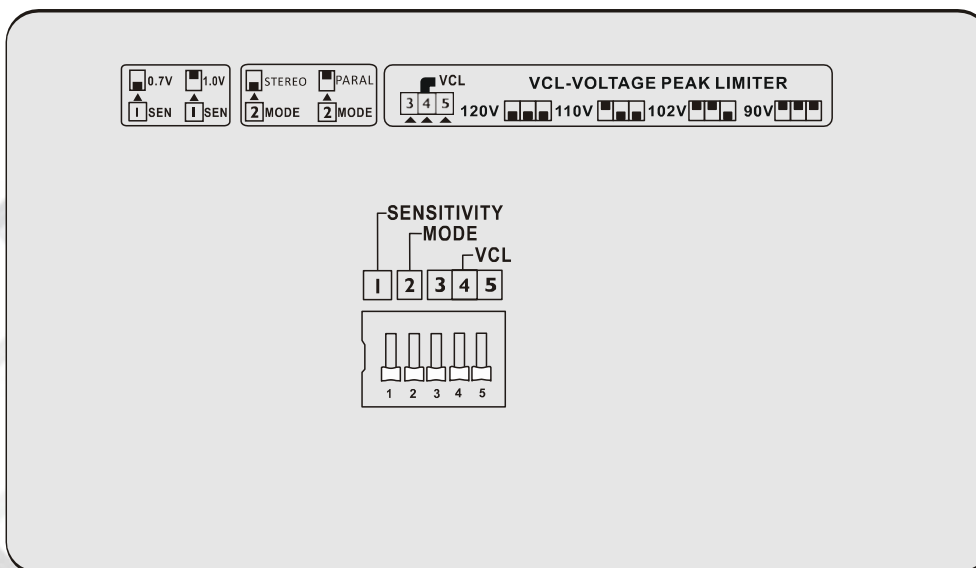 0.7V 1.0V STEREO PARAL VCL VCL-VOLTAGE PEAK LIMITER
3 4 5
1 SEN 1 SEN 2 MODE 2 MODE 120V 110V 102V 90V
SENSITIVITY
MODE
VCL
1 2 3 4 5
1 2 3 4 5